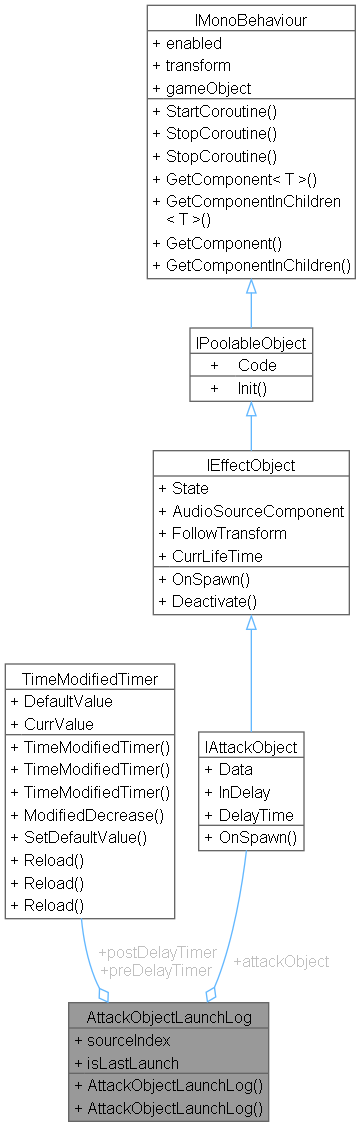 IMonoBehaviour
+ enabled
+ transform
+ gameObject
+ StartCoroutine()
+ StopCoroutine()
+ StopCoroutine()
+ GetComponent< T >()
+ GetComponentInChildren
< T >()
+ GetComponent()
+ GetComponentInChildren()
IPoolableObject
+ Code
+ Init()
IEffectObject
+ State
+ AudioSourceComponent
+ FollowTransform
+ CurrLifeTime
+ OnSpawn()
+ Deactivate()
TimeModifiedTimer
+ DefaultValue
+ CurrValue
+ TimeModifiedTimer()
+ TimeModifiedTimer()
+ TimeModifiedTimer()
+ ModifiedDecrease()
+ SetDefaultValue()
+ Reload()
+ Reload()
+ Reload()
IAttackObject
+ Data
+ InDelay
+ DelayTime
+ OnSpawn()
+postDelayTimer
+preDelayTimer
+attackObject
AttackObjectLaunchLog
+ sourceIndex
+ isLastLaunch
+ AttackObjectLaunchLog()
+ AttackObjectLaunchLog()